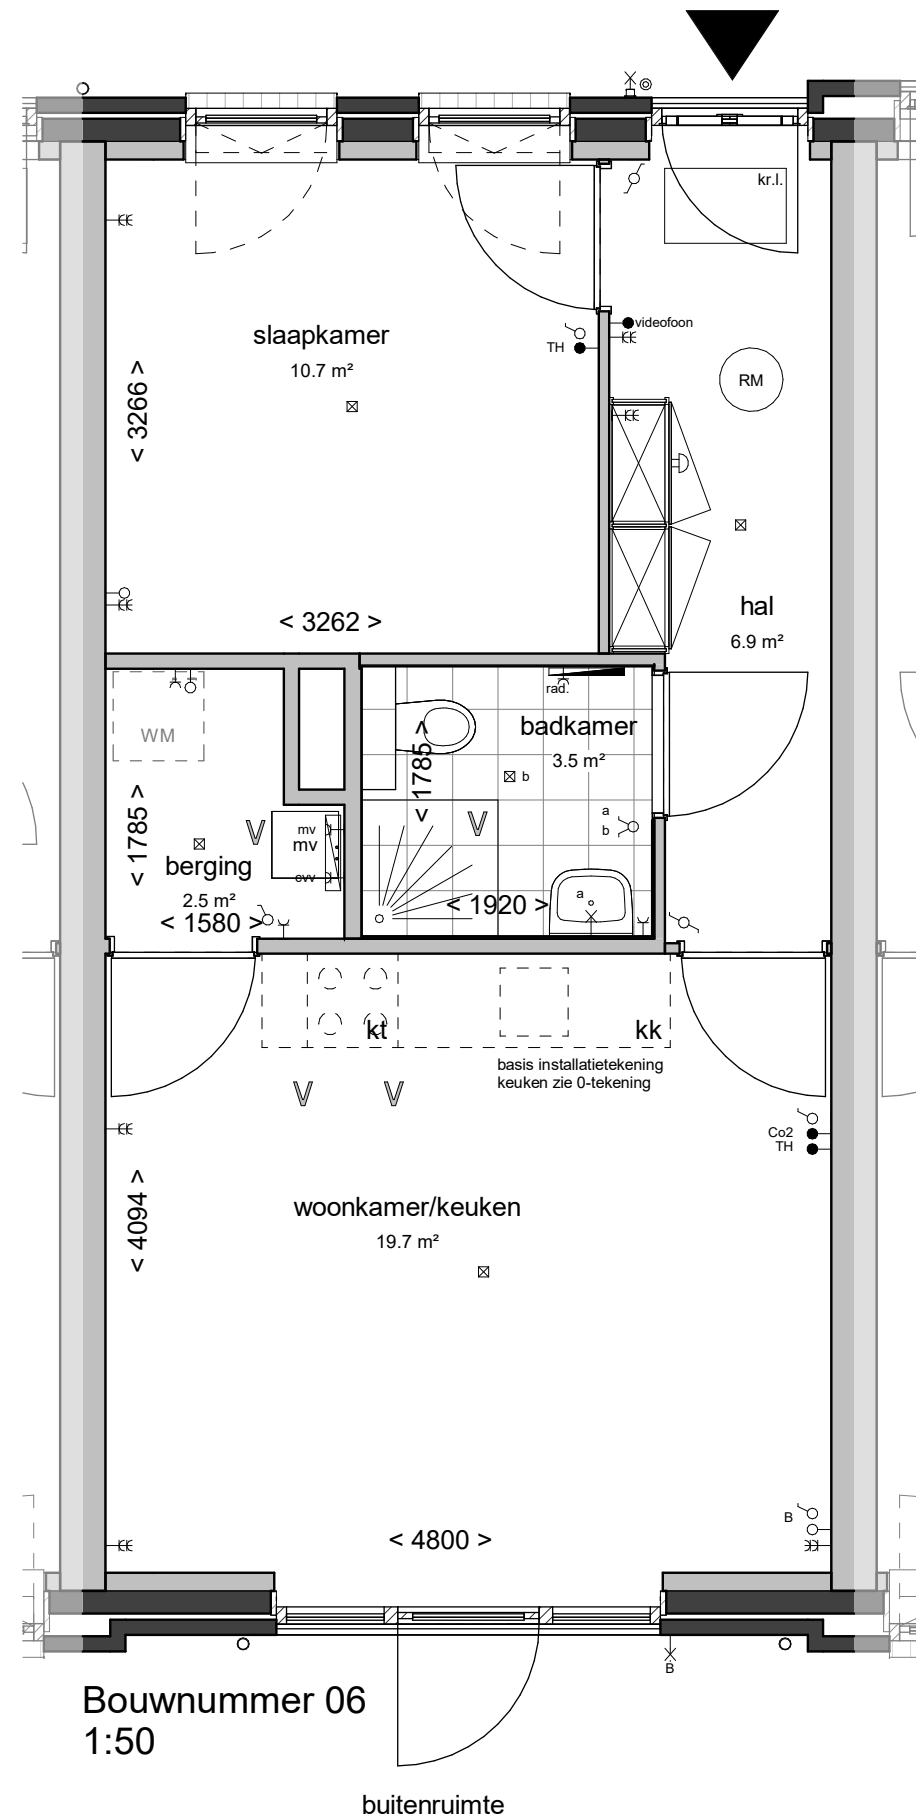 kr.l.
videofoon
slaapkamer
10.7 m²
TH
RM
< 3266 >
hal
6.9 m²
< 3262 >
rad.
badkamer
3.5 m²
WM
b
< 1785 >
< 1785 >
a
b
mv
mv
cvv
berging
2.5 m²
< 1580 >
a
< 1920 >
kt
kk
basis installatietekening
keuken zie 0-tekening
Co2
TH
< 4094 >
woonkamer/keuken
19.7 m²
B
< 4800 >
B
Bouwnummer 06
1:50
buitenruimte